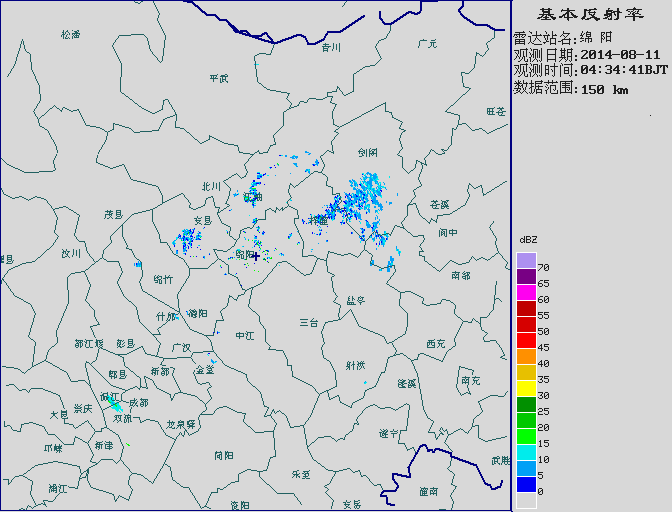 基本反射率
雷达站名:绵 阳
观测日期:2014-08-11
观测时间:04:34:41BJT
数据范围:150 km
松潘
青川
广元
平武
旺苍
剑阁
北川
江油
苍溪
茂县
安县
梓潼
阆中
汶川
绵阳
南部
绵竹
盐亭
什邡
德阳
三台
中江
都江堰
彭县
广汉
西充
射洪
郫县
新都
金堂
蓬溪
南充
温江
成都
崇庆
大邑
双流
龙泉驿
遂宁
邛崃
新津
简阳
武胜
乐至
蒲江
资阳
安岳
潼南
dBZ
70
65
60
55
50
45
40
35
30
25
20
15
10
5
0